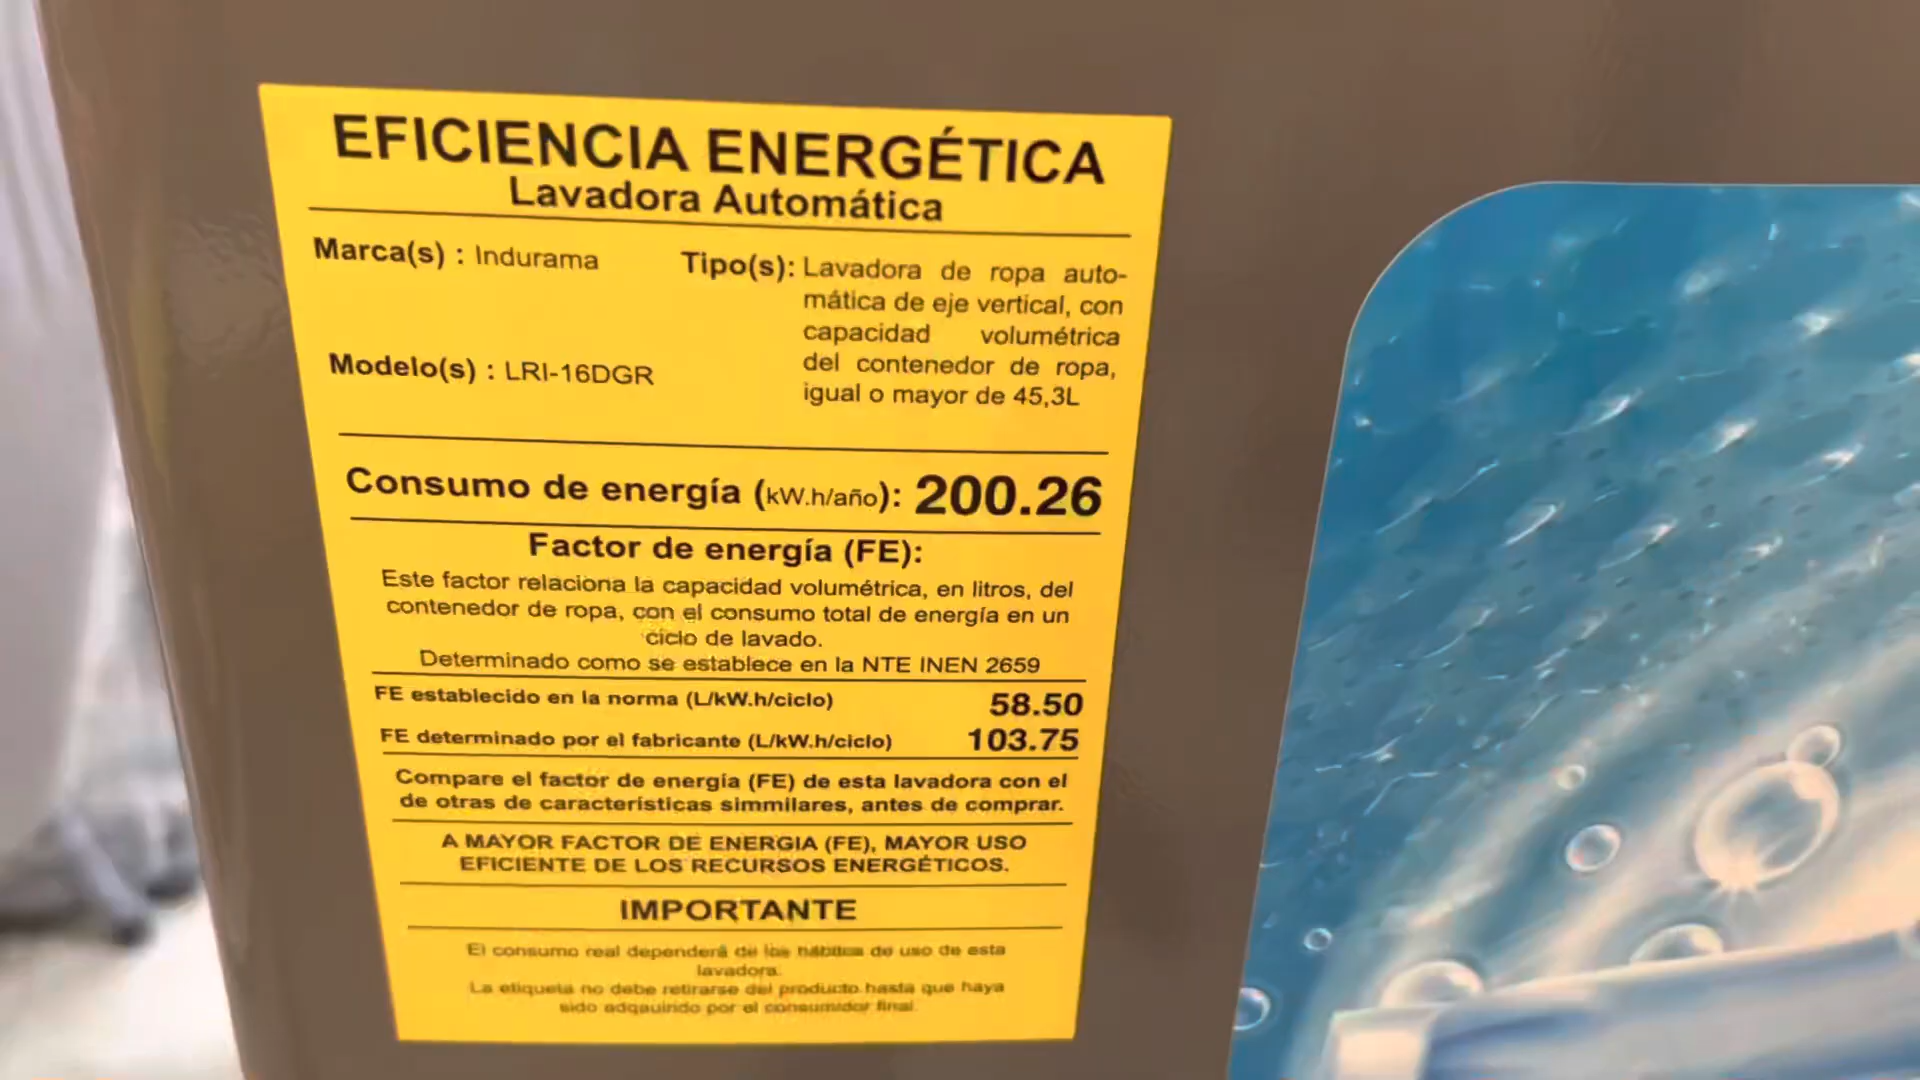 EFICIENCIA ENERGÉTICA
Lavadora Automática
Marca(s) : Indurama
Tipo(s): Lavadora de ropa auto-
mática de eje vertical, con
capacidad volumétrica
del contenedor de ropa,
igual o mayor de 45,3L
Modelo(s) : LRI-16DGR
Consumo de energía (kW.h/año): 200.26
Factor de energía (FE):
Este factor relaciona la capacidad volumétrica, en litros, del
contenedor de ropa, con el consumo total de energía en un
ciclo de lavado.
Determinado como se establece en la NTE INEN 2659
FE establecido en la norma (L/kW.h/ciclo) 58.50
FE determinado por el fabricante (L/kW.h/ciclo) 103.75
Compare el factor de energía (FE) de esta lavadora con el
de otras de características simmilares, antes de comprar.
A MAYOR FACTOR DE ENERGIA (FE), MAYOR USO
EFICIENTE DE LOS RECURSOS ENERGÉTICOS.
IMPORTANTE
El consumo real dependerá de los hábitos de uso de esta
lavadora.
La etiqueta no debe retirarse del producto hasta que haya
sido adqauirido por el consumidor final.